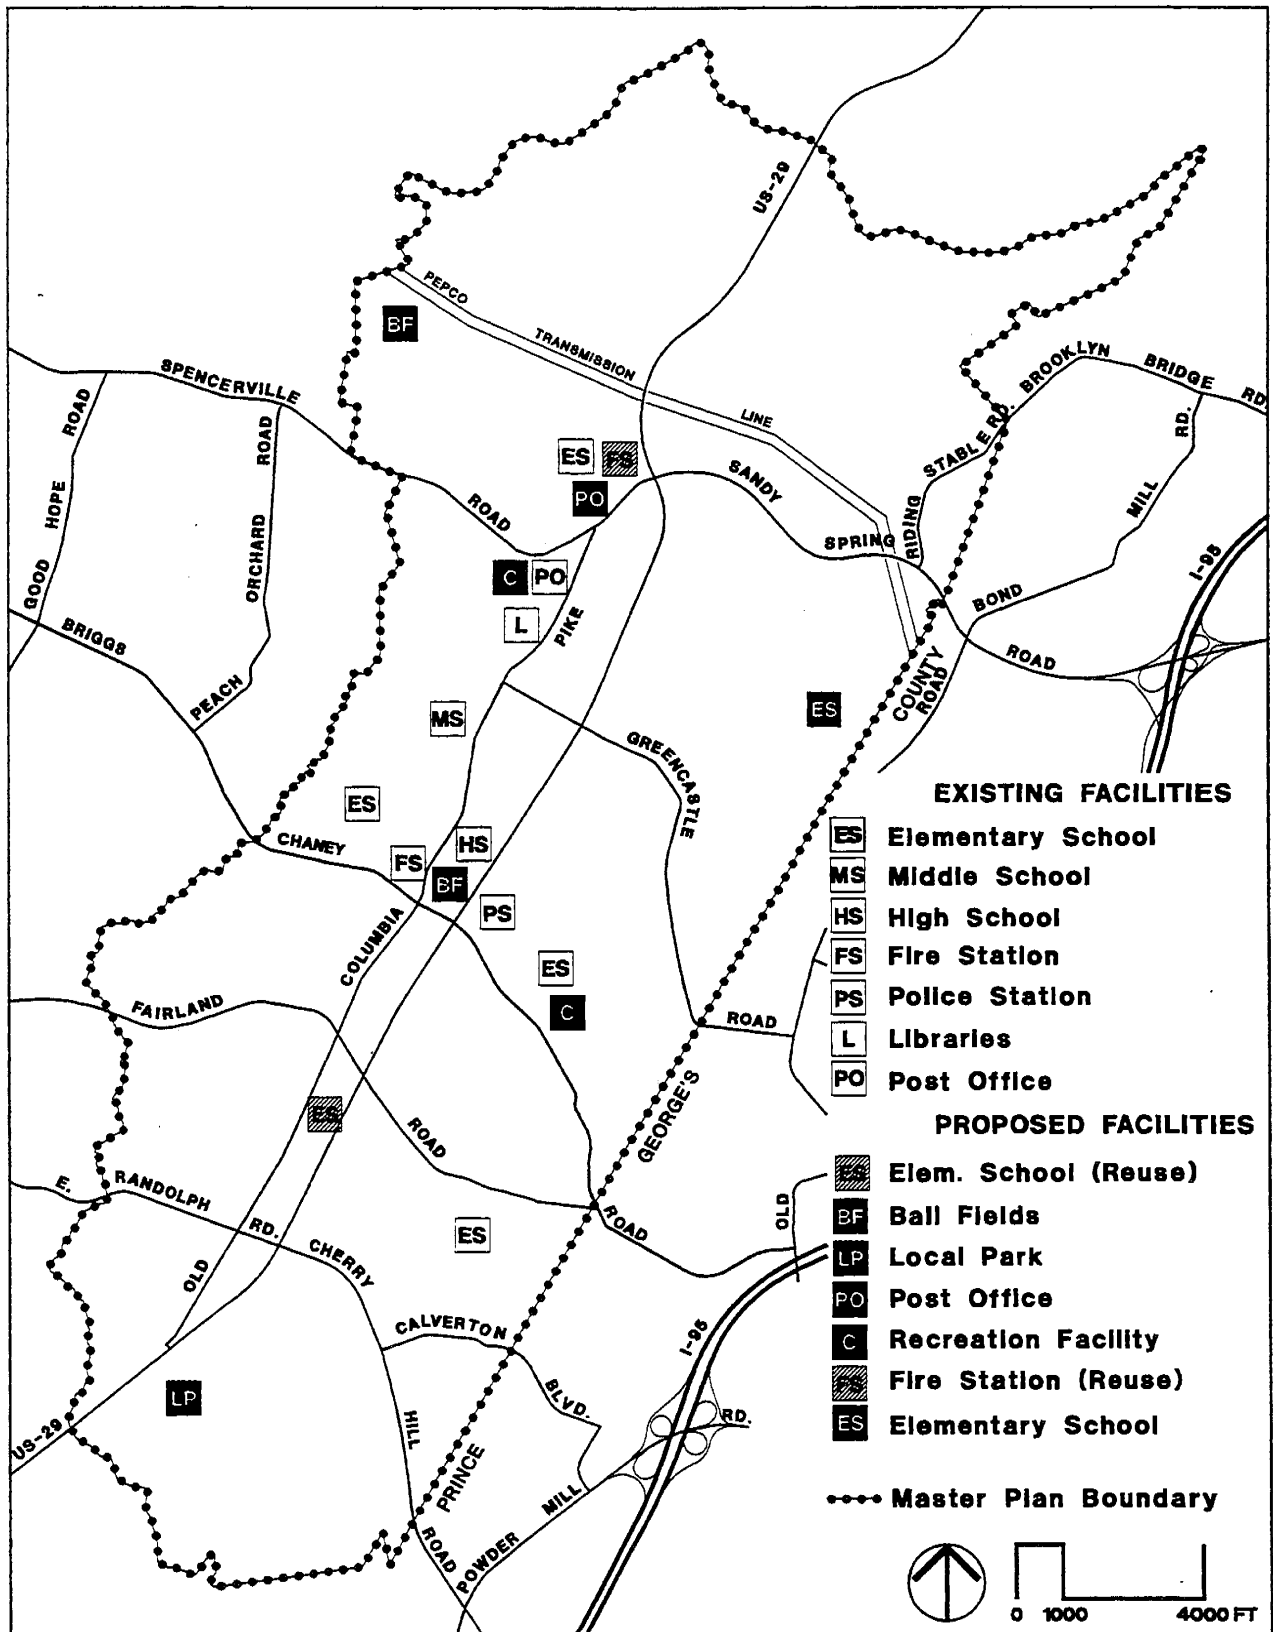 US-29
PEPCO
TRANSMISSION
LINE
BF
SPENCERVILLE
ROAD
BROOKLYN
BRIDGE
RD.
ROAD
GOOD
HOPE
ROAD
PEACH
ORCHARD
ES
FS
PO
SANDY
SPRING
ROAD
RIDING
STABLE RD.
MILL
RD.
BOND
I-95
C
PO
L
PIKE
BRIGGS
CHANEY
MS
GREENCASTLE
ROAD
ES
COUNTY
ROAD
ES
HS
FS
BF
PS
COLUMBIA
ES
C
FAIRLAND
ROAD
ES
GEORGE'S
E.
RANDOLPH
RD.
CHERRY
HILL
ROAD
ES
ROAD
OLD
OLD
CALVERTON
BLVD.
I-95
LP
US-29
PRINCE
POWDER
MILL
RD.
EXISTING FACILITIES
ES Elementary School
MS Middle School
HS High School
FS Fire Station
PS Police Station
L Libraries
PO Post Office
PROPOSED FACILITIES
ES Elem. School (Reuse)
BF Ball Fields
LP Local Park
PO Post Office
C Recreation Facility
FS Fire Station (Reuse)
ES Elementary School
Master Plan Boundary
0 1000 4000 FT